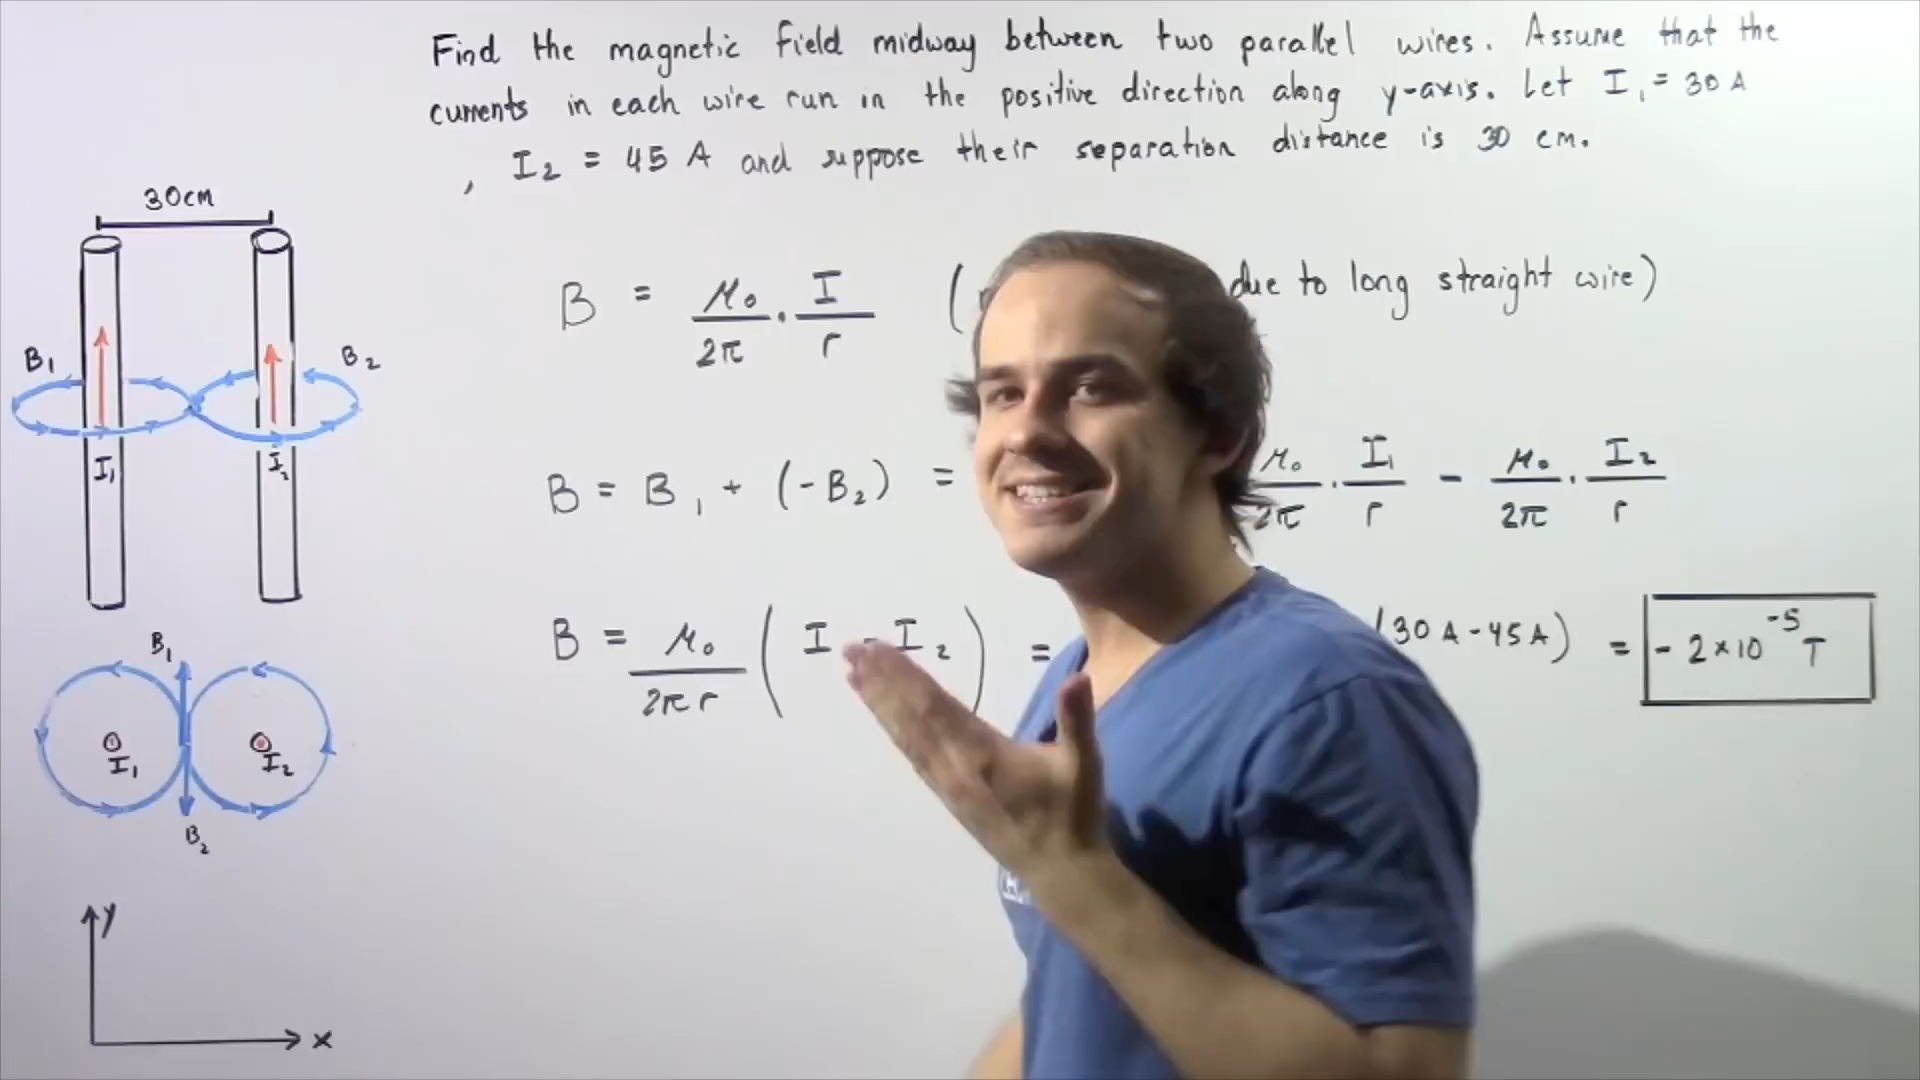 Find the magnetic field midway between two parallel wires. Assume that the
currents in each wire run in the positive direction along y-axis. Let I₁ = 30 A
, I₂ = 45 A and suppose their separation distance is 30 cm.
30cm
B = μ₀/2π · I/r ( due to long straight wire)
B₁
B₂
I₁
I₂
B = B₁ + (-B₂) = μ₀/2π · I₁/r - μ₀/2π · I₂/r
B = μ₀/2πr ( I - I₂ ) = (30 A - 45 A) = - 2×10⁻⁵ T
B₁
I₁
I₂
B₂
y
x